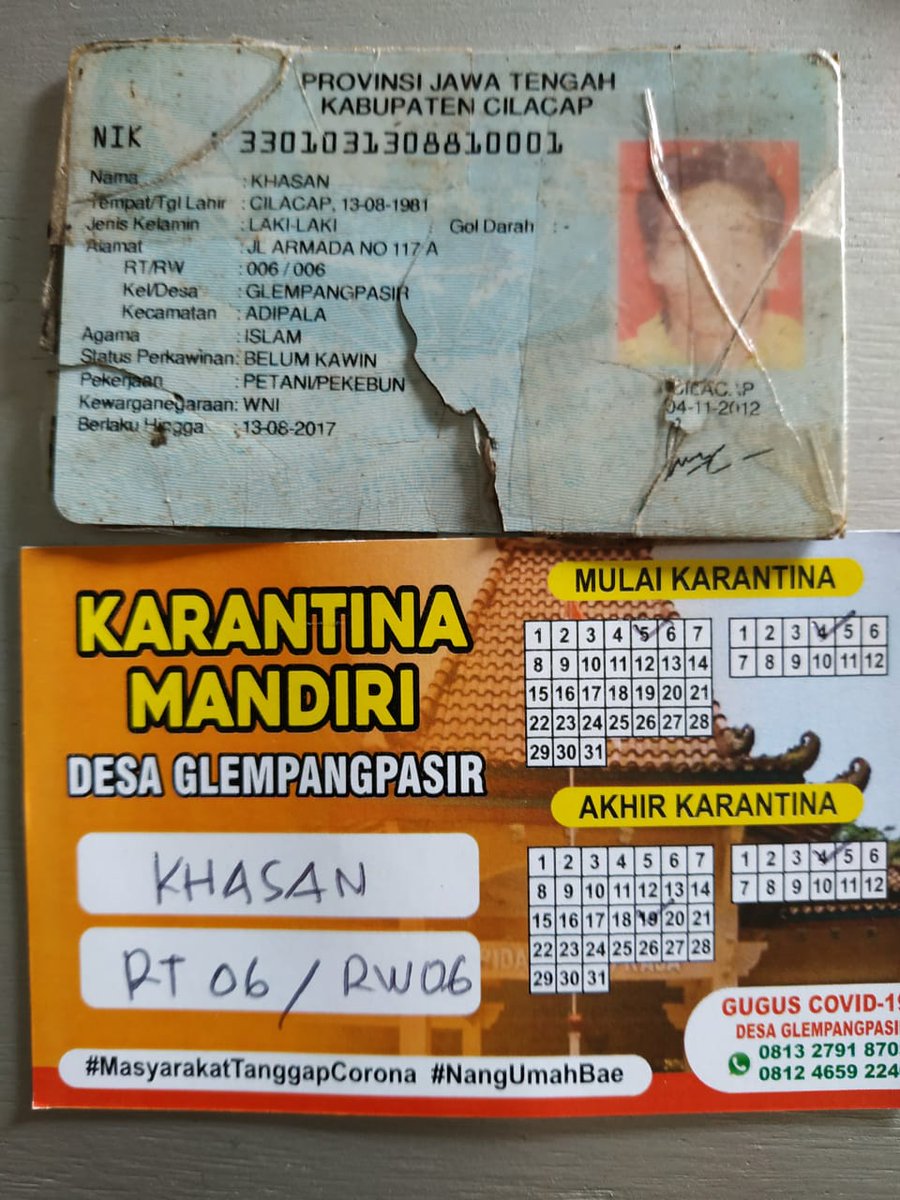 PROVINSI JAWA TENGAH
KABUPATEN CILACAP
NIK : 3301031308810001
Nama : KHASAN
Tempat/Tgl Lahir : CILACAP, 13-08-1981
Jenis Kelamin : LAKI-LAKI Gol Darah : -
Alamat : JL ARMADA NO 117 A
RT/RW : 006 / 006
Kel/Desa : GLEMPANGPASIR
Kecamatan : ADIPALA
Agama : ISLAM
Status Perkawinan: BELUM KAWIN
Pekerjaan : PETANI/PEKEBUN
Kewarganegaraan: WNI
Berlaku Hingga : 13-08-2017
CILACAP
04-11-2012
KARANTINA
MANDIRI
DESA GLEMPANGPASIR
KHASAN
RT 06 / RW06
#MasyarakatTanggapCorona #NangUmahBae
MULAI KARANTINA
1 2 3 4 5 6 7
8 9 10 11 12 13 14
15 16 17 18 19 20 21
22 23 24 25 26 27 28
29 30 31
1 2 3 4 5 6
7 8 9 10 11 12
AKHIR KARANTINA
1 2 3 4 5 6 7
8 9 10 11 12 13 14
15 16 17 18 19 20 21
22 23 24 25 26 27 28
29 30 31
1 2 3 4 5 6
7 8 9 10 11 12
GUGUS COVID-19
DESA GLEMPANGPASI
0813 2791 870
0812 4659 224